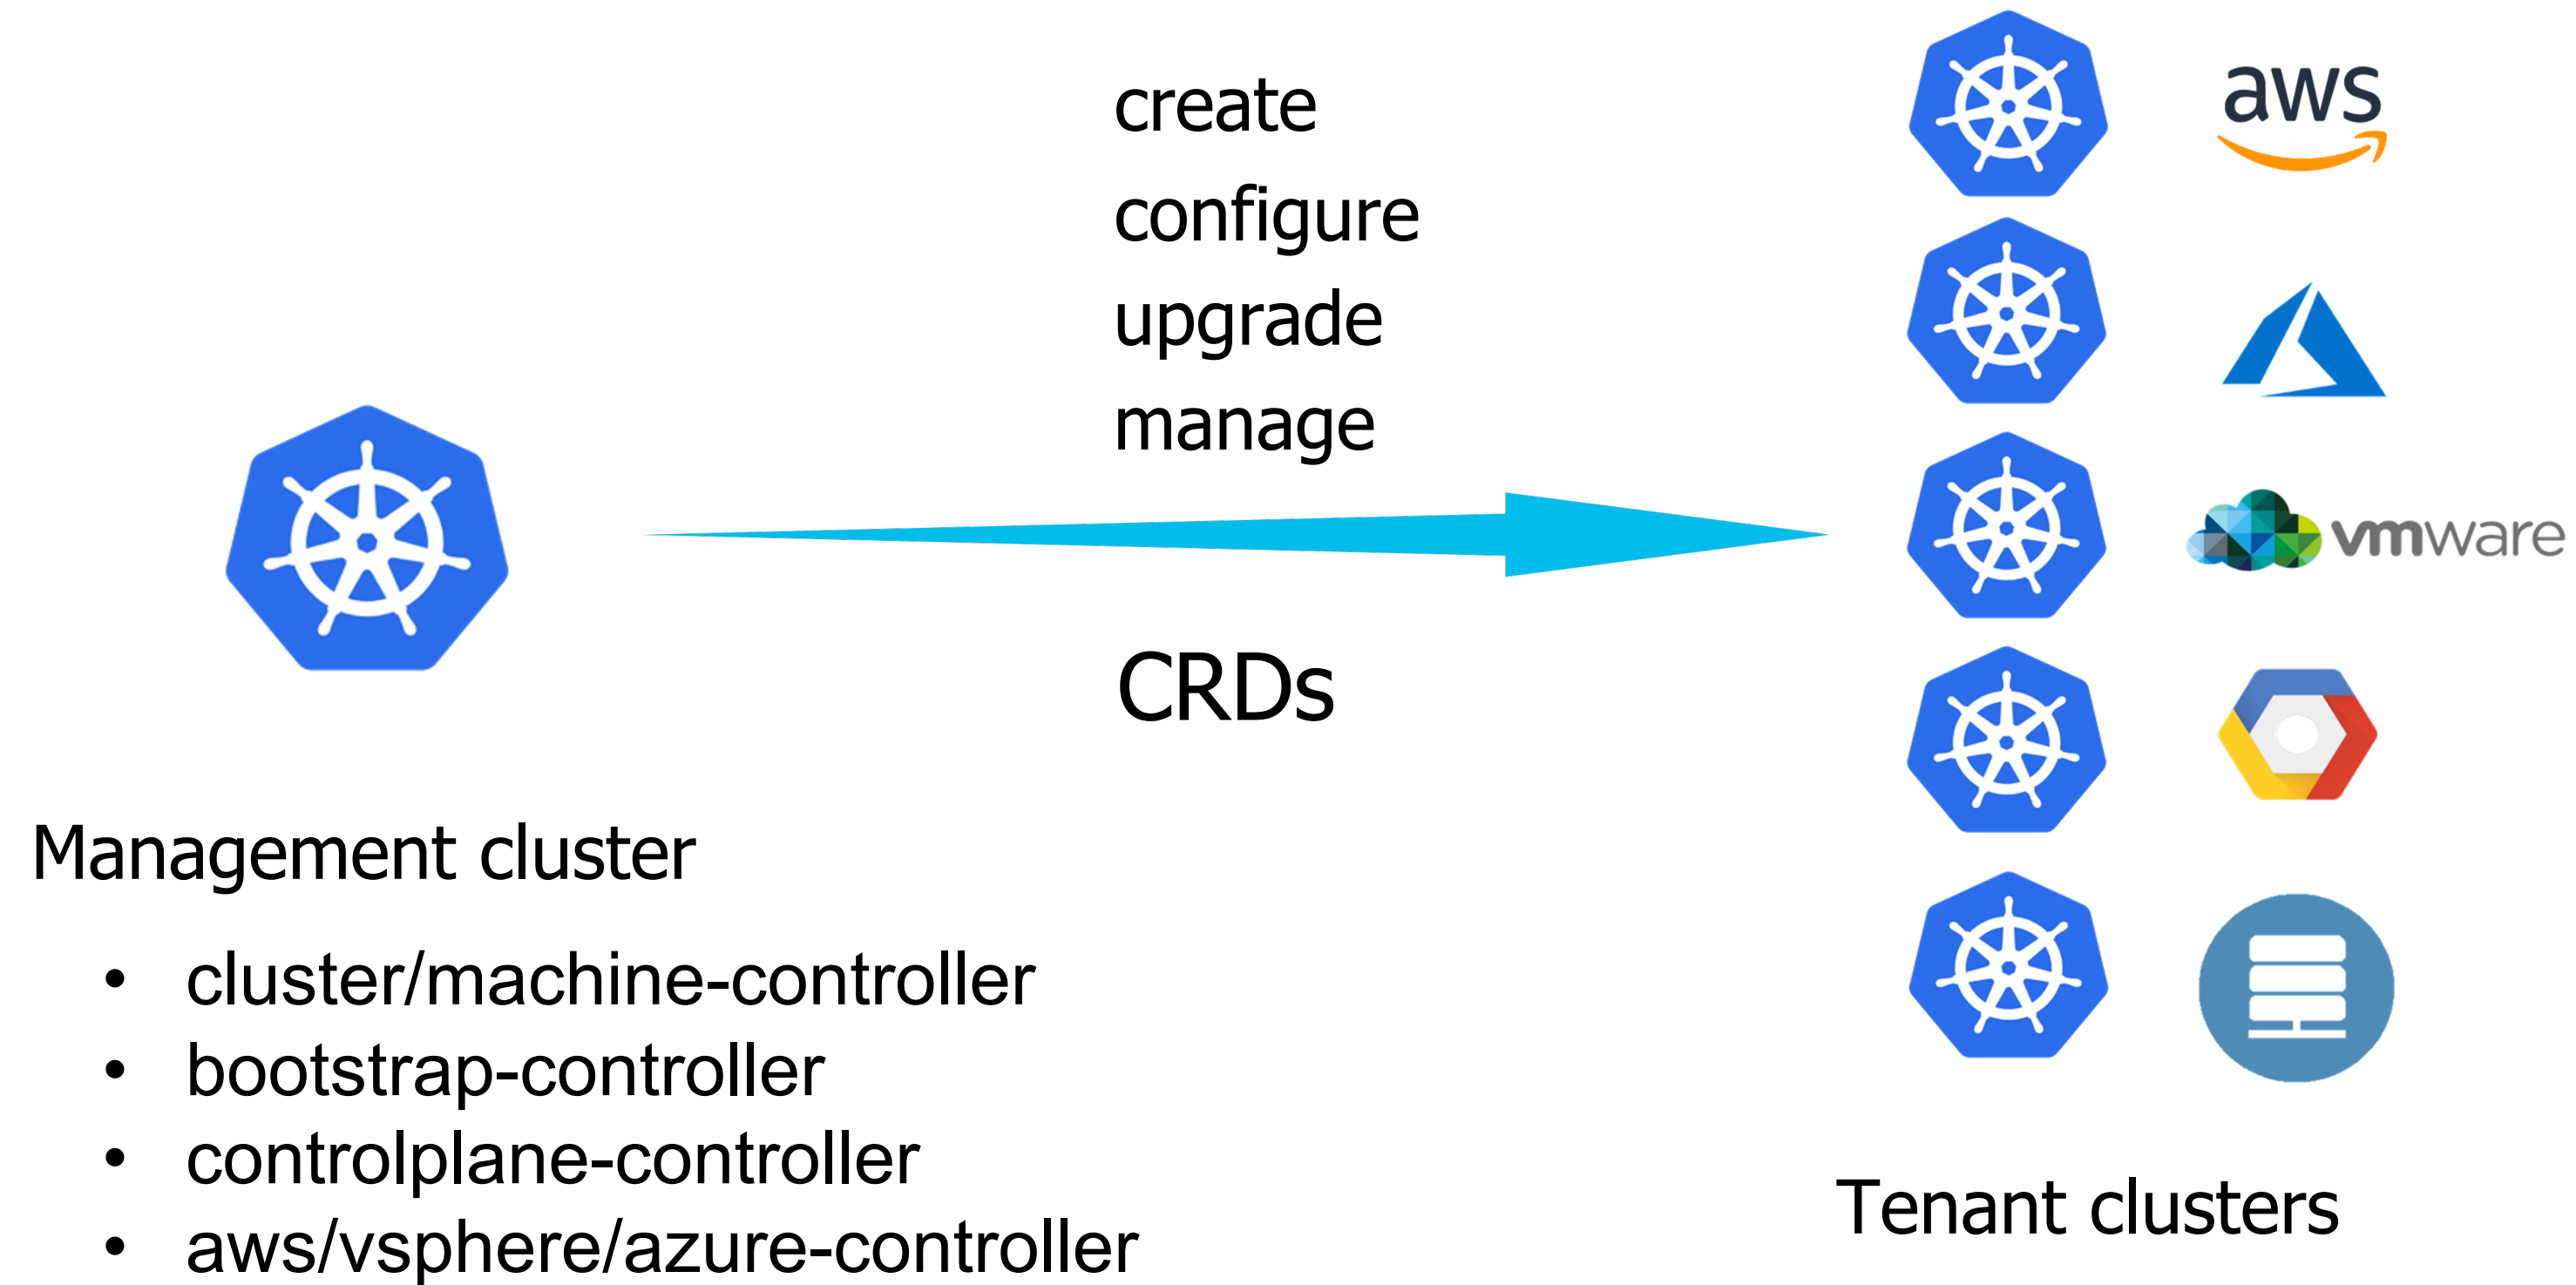 create
configure
upgrade
manage
CRDs
Management cluster
• cluster/machine-controller
• bootstrap-controller
• controlplane-controller
• aws/vsphere/azure-controller
aws
vmware
Tenant clusters